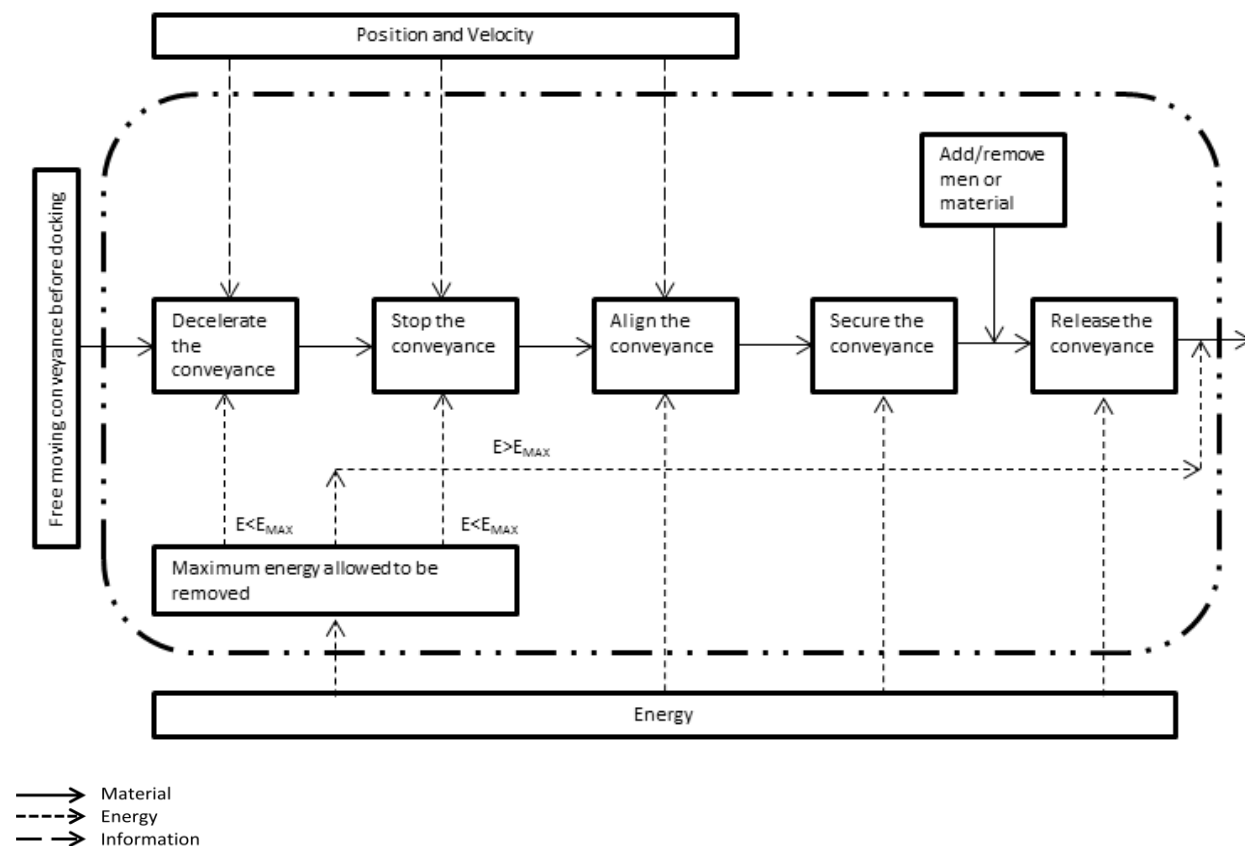 Position and Velocity
Free moving conveyance before docking
Add/remove
men or
material
Decelerate
the
conveyance
Stop the
conveyance
Align the
conveyance
Secure the
conveyance
Release the
conveyance
E>EMAX
E<EMAX
E<EMAX
Maximum energy allowed to be
removed
Energy
Material
Energy
Information